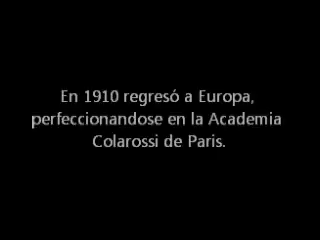 En 1910 regresó a Europa,
perfeccionandose en la Academia
Colarossi de Paris.